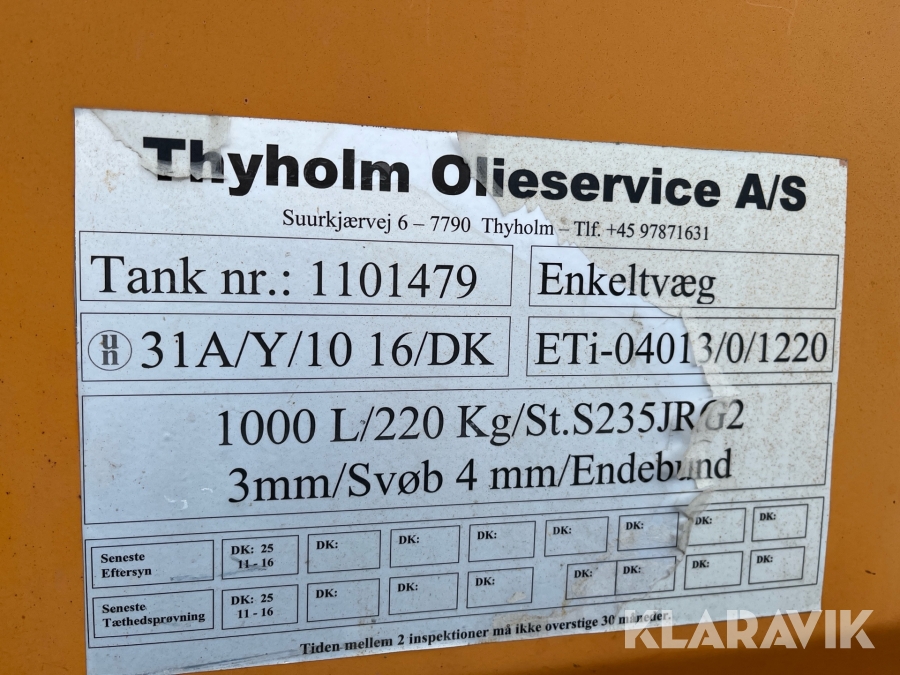 Thyholm Olieservice A/S
Suurkjærvej 6 – 7790 Thyholm – Tlf. +45 97871631
Tank nr.: 1101479
Enkeltvæg
un 31A/Y/10 16/DK
ETi-04013/0/1220
1000 L/220 Kg/St.S235JRG2
3mm/Svøb 4 mm/Endebund
Seneste Eftersyn
DK: 25
11 - 16
DK:
DK:
DK:
DK:
DK:
DK:
DK:
Seneste Tæthedsprøvning
DK: 25
11 - 16
DK:
DK:
DK:
DK:
DK:
DK:
DK:
Tiden mellem 2 inspektioner må ikke overstige 30 måneder.
KLARAVIK